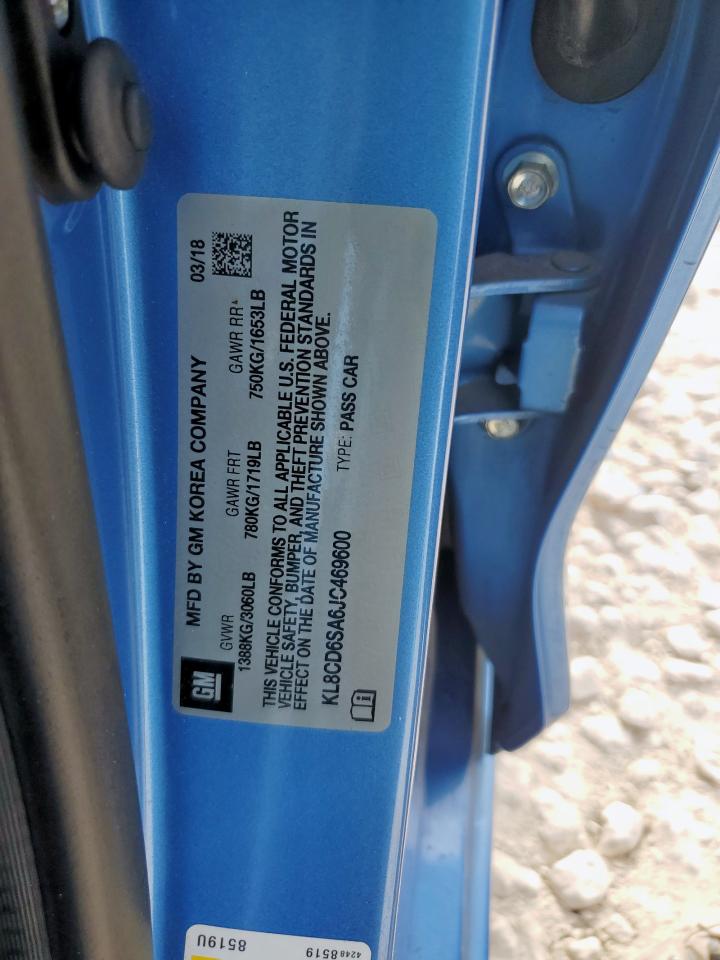 GM
MFD BY GM KOREA COMPANY 03/18
GVWR GAWR FRT GAWR RR
1388KG/3060LB 780KG/1719LB 750KG/1653LB
THIS VEHICLE CONFORMS TO ALL APPLICABLE U.S. FEDERAL MOTOR
VEHICLE SAFETY, BUMPER, AND THEFT PREVENTION STANDARDS IN
EFFECT ON THE DATE OF MANUFACTURE SHOWN ABOVE.
KL8CD6SA6JC469600 TYPE: PASS CAR
8519U
4248 8519